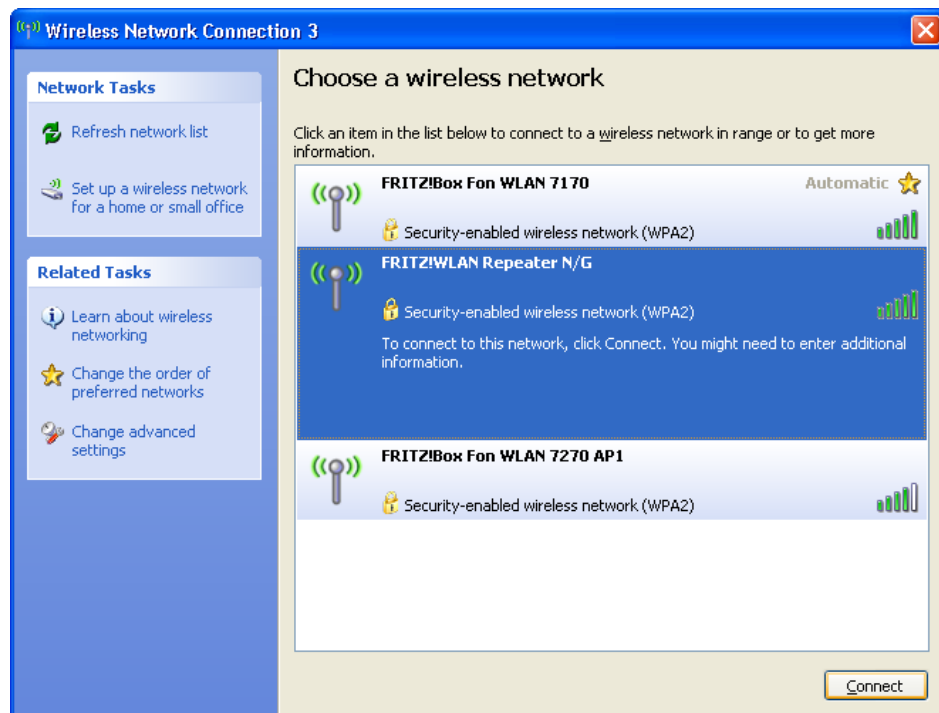 Wireless Network Connection 3
Network Tasks
Refresh network list
Set up a wireless network
for a home or small office
Related Tasks
Learn about wireless
networking
Change the order of
preferred networks
Change advanced
settings
Choose a wireless network
Click an item in the list below to connect to a wireless network in range or to get more
information.
FRITZ!Box Fon WLAN 7170
Automatic
Security-enabled wireless network (WPA2)
FRITZ!WLAN Repeater N/G
Security-enabled wireless network (WPA2)
To connect to this network, click Connect. You might need to enter additional
information.
FRITZ!Box Fon WLAN 7270 AP1
Security-enabled wireless network (WPA2)
Connect